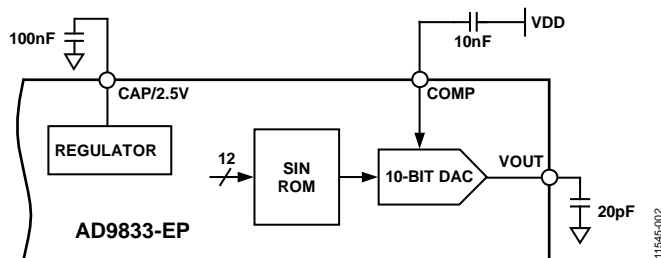 100nF
10nF
VDD
CAP/2.5V
COMP
REGULATOR
12
SIN
ROM
10-BIT DAC
VOUT
20pF
AD9833-EP
11545-002